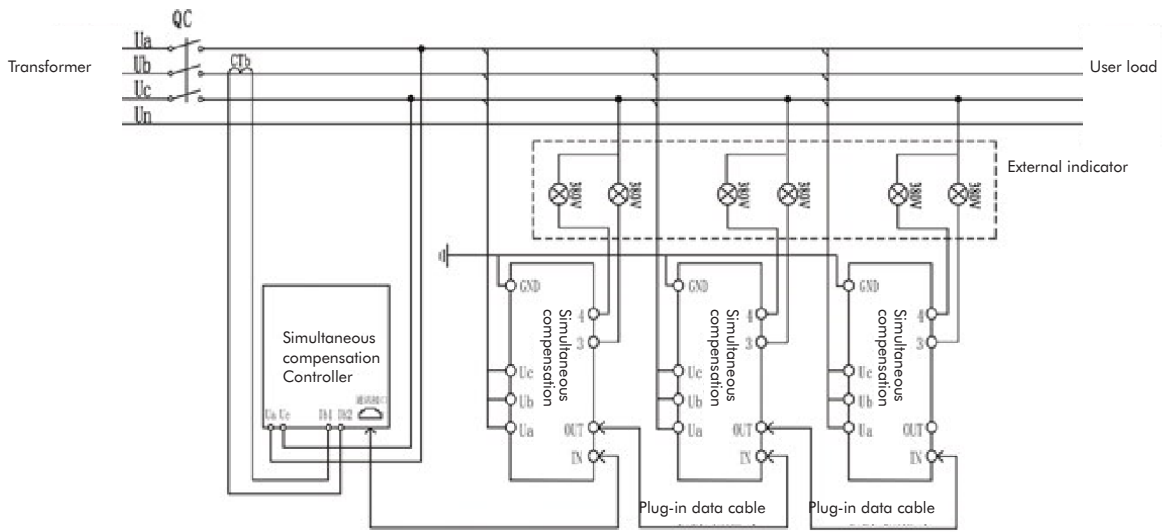 QC
Ua
CTb
Transformer
Ub
User load
Uc
Un
External indicator
380V
380V
380V
380V
380V
380V
GND
GND
GND
Simultaneous
compensation
Controller
Simultaneous
compensation
Simultaneous
compensation
Simultaneous
compensation
4
4
4
3
3
3
Uc
Uc
Uc
Ub
Ub
Ub
Ua
OUT
Ua
OUT
Ua
OUT
Ua Uc Ib1 Ib2
IN
IN
IN
Plug-in data cable
Plug-in data cable